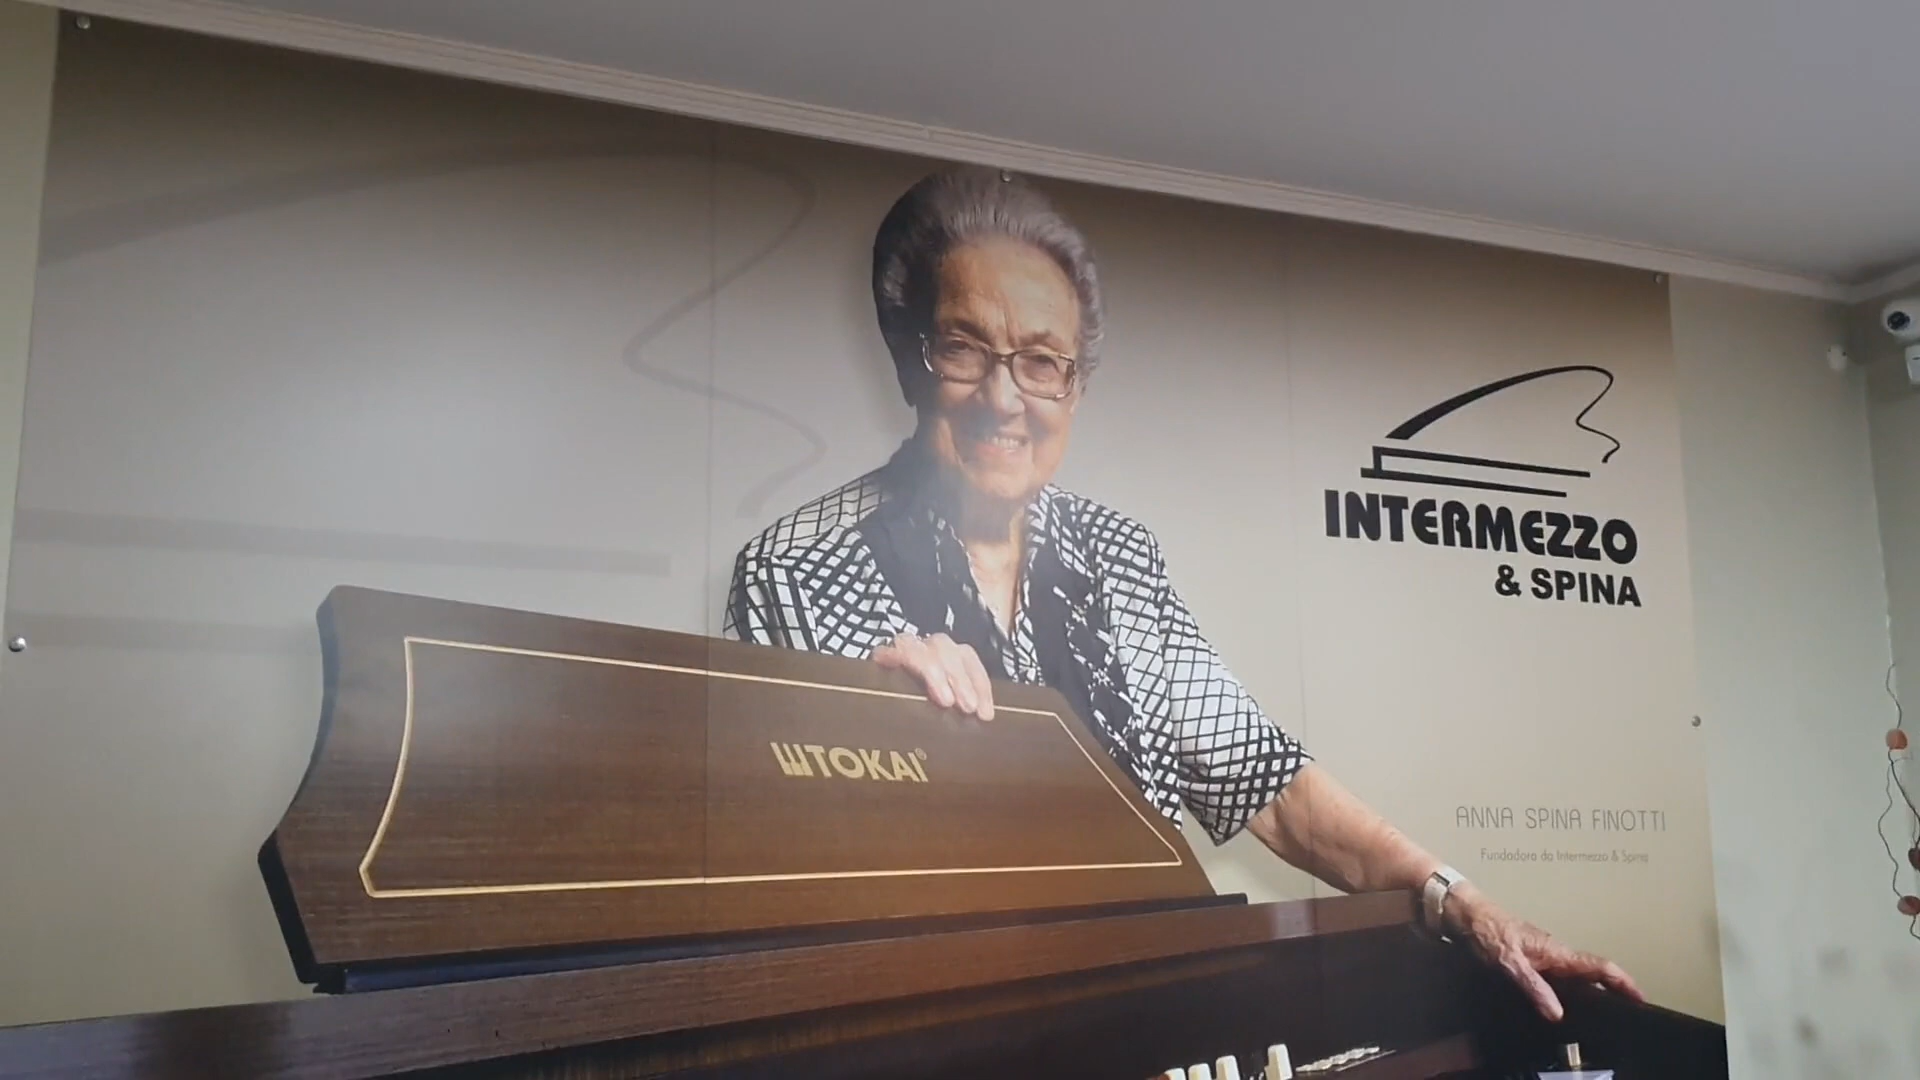 INTERMEZZO
& SPINA
TOKAI®
ANNA SPINA FINOTTI
Fundadora da Intermezzo & Spina